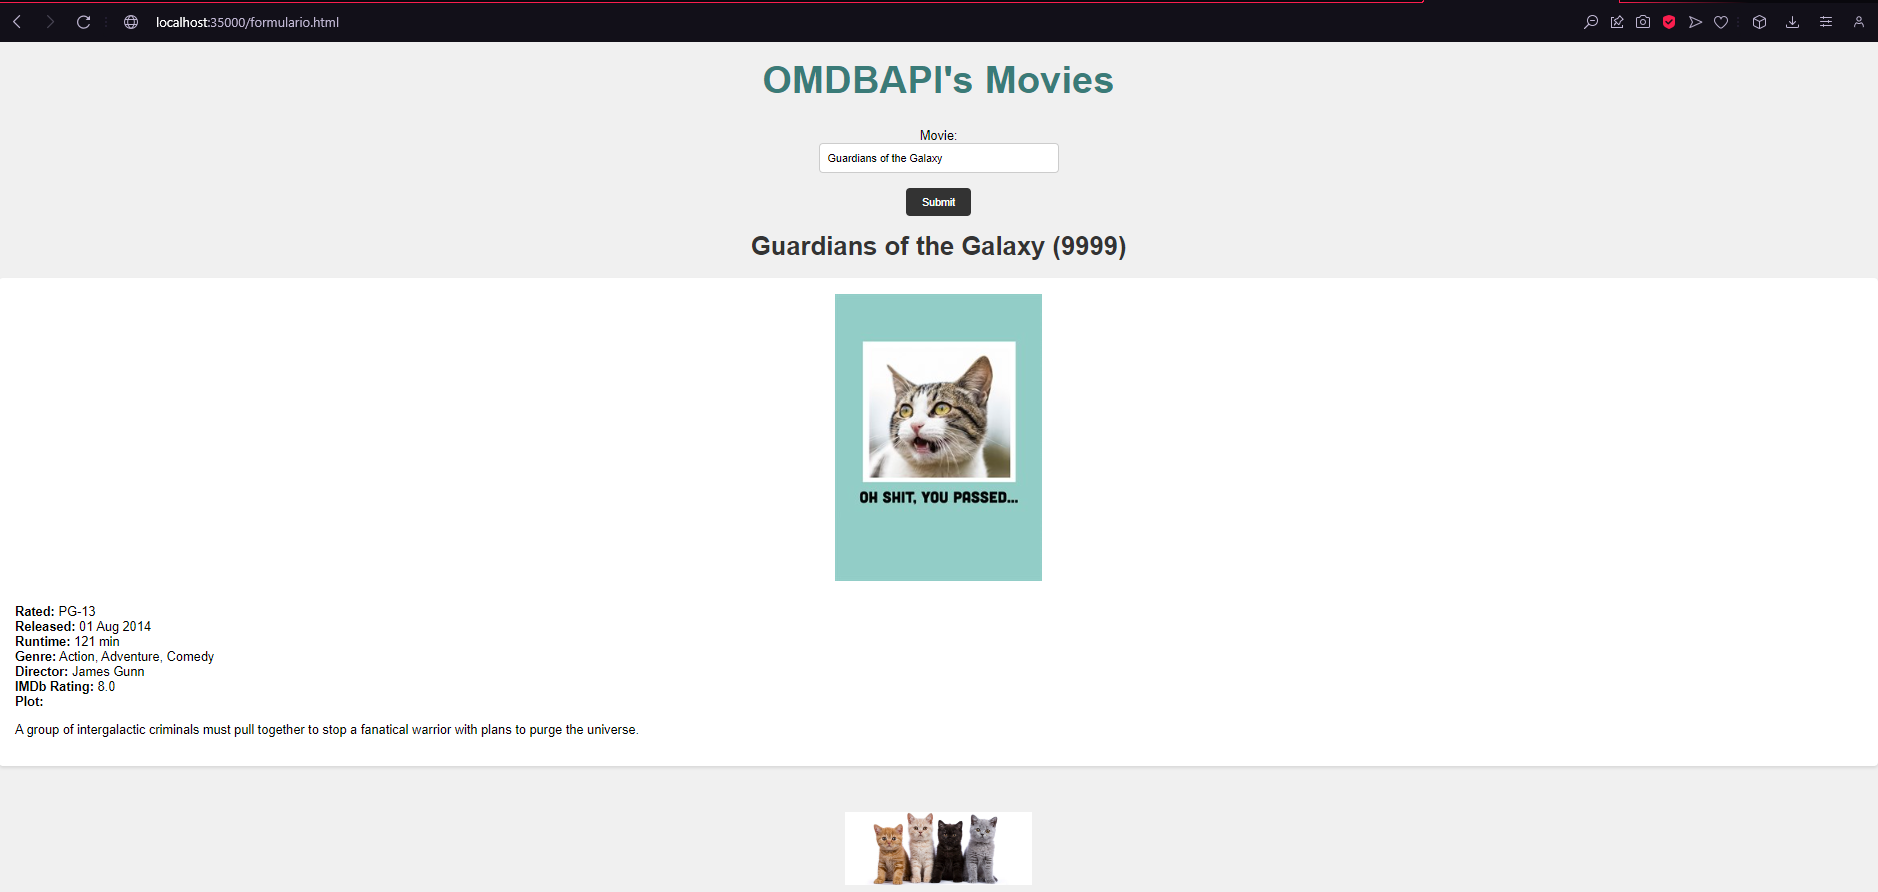 localhost:35000/formulario.html
OMDBAPI's Movies
Movie:
Guardians of the Galaxy
Submit
Guardians of the Galaxy (9999)
OH SHIT, YOU PASSED...
Rated: PG-13
Released: 01 Aug 2014
Runtime: 121 min
Genre: Action, Adventure, Comedy
Director: James Gunn
IMDb Rating: 8.0
Plot:
A group of intergalactic criminals must pull together to stop a fanatical warrior with plans to purge the universe.